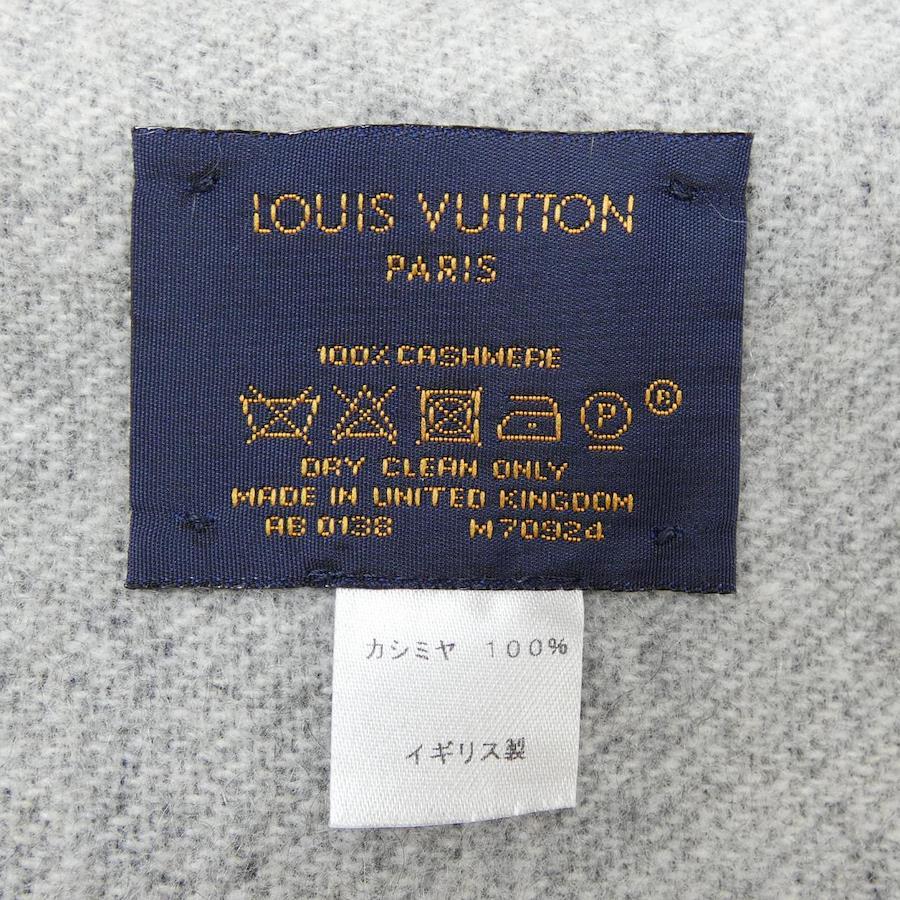 LOUIS VUITTON
PARIS
100% CASHMERE
P ®
DRY CLEAN ONLY
MADE IN UNITED KINGDOM
AB 0138 M70924
カシミヤ 100%
イギリス製